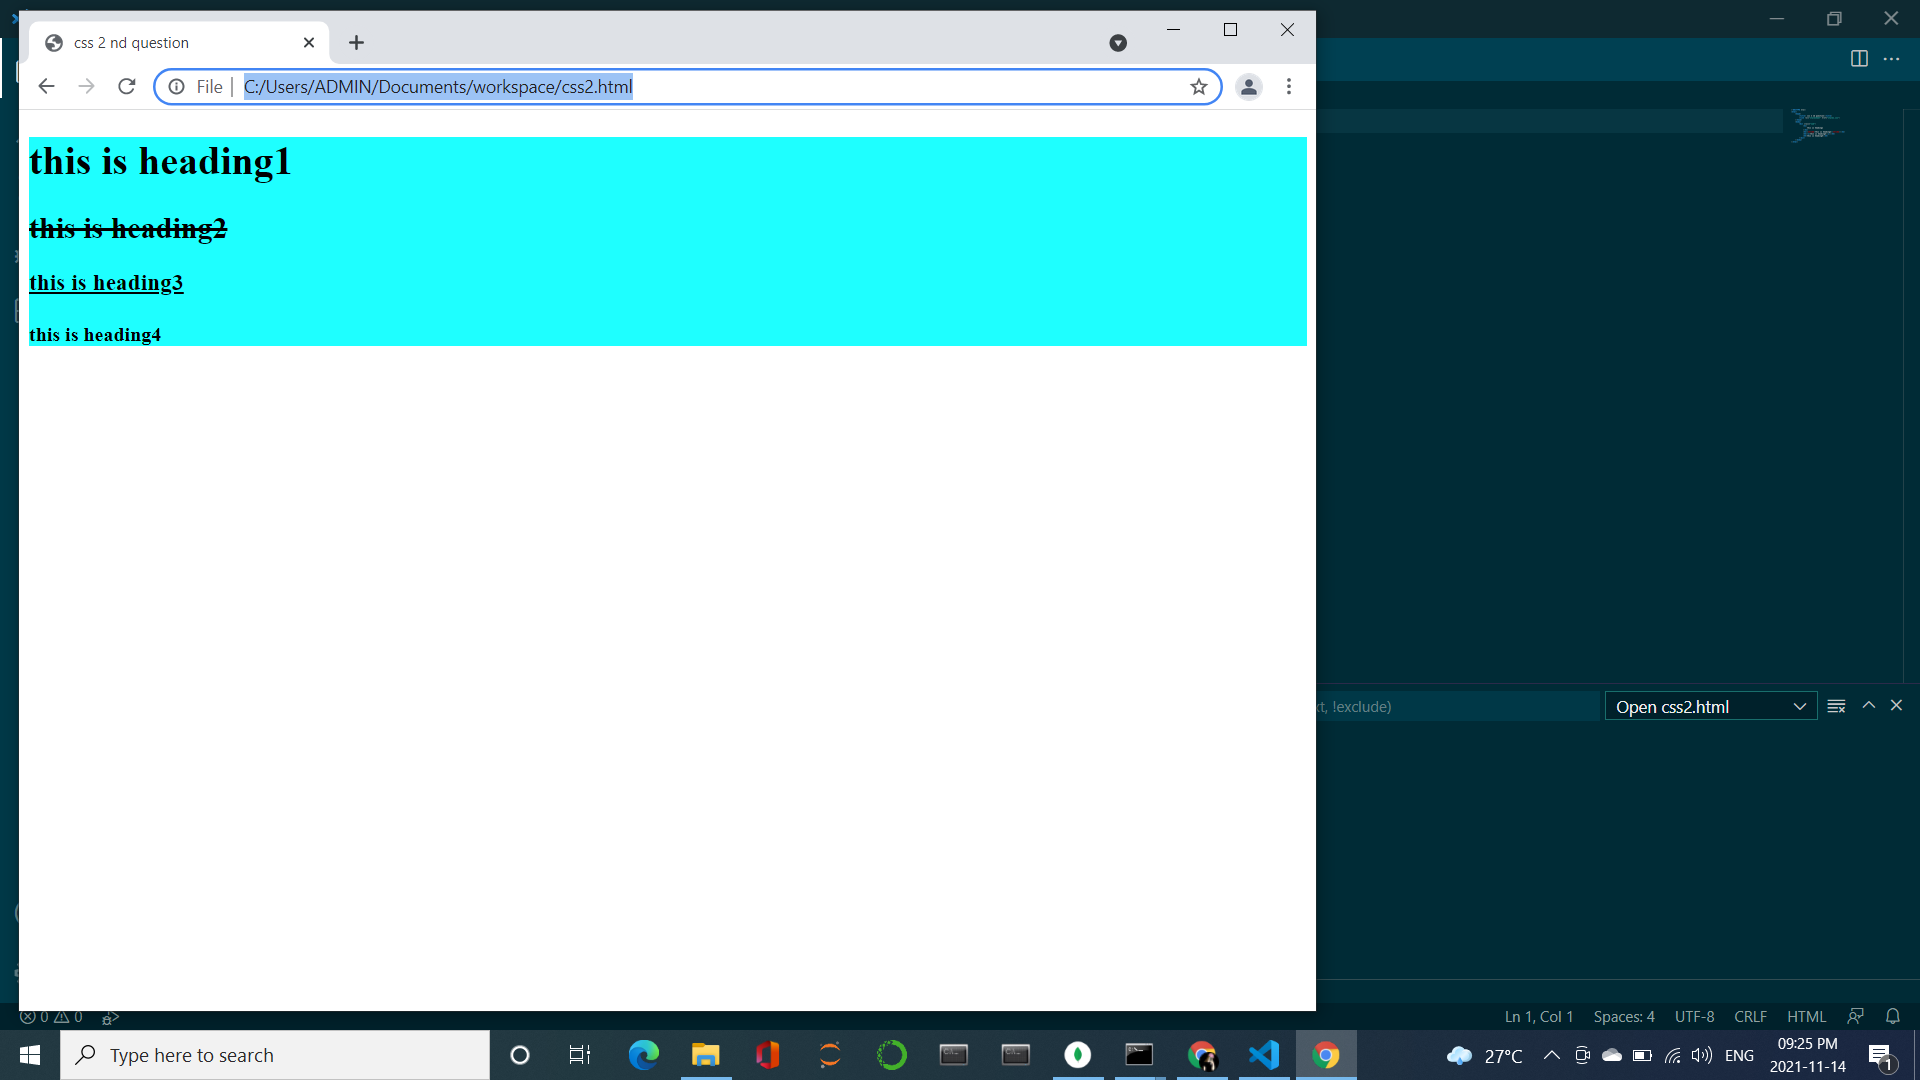 css 2 nd question
File
C:/Users/ADMIN/Documents/workspace/css2.html
this is heading1
this is heading2
this is heading3
this is heading4
!exclude)
Open css2.html
0 0
Ln 1, Col 1
Spaces: 4
UTF-8
CRLF
HTML
Type here to search
27°C
ENG
09:25 PM
2021-11-14
1